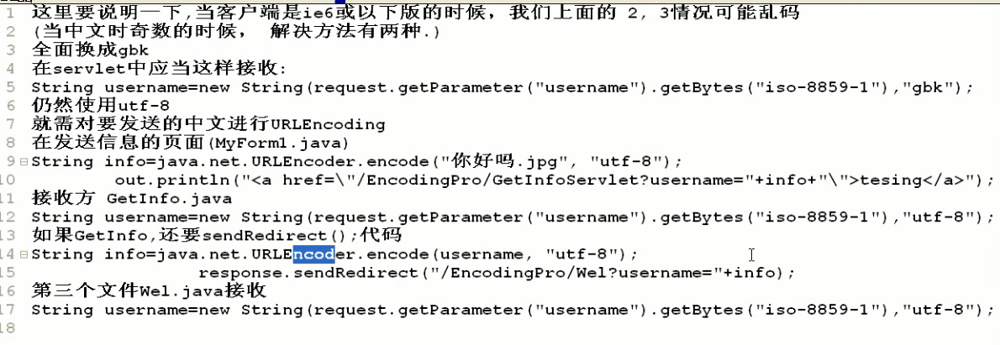 1 这里要说明一下,当客户端是ie6或以下版的时候，我们上面的 2, 3情况可能乱码
2 (当中文时奇数的时候， 解决方法有两种.)
3 全面换成gbk
4 在servlet中应当这样接收:
5 String username=new String(request.getParameter("username").getBytes("iso-8859-1"),"gbk");
6 仍然使用utf-8
7 就需对要发送的中文进行URLEncoding
8 在发送信息的页面(MyForm1.java)
9 String info=java.net.URLEncoder.encode("你好吗.jpg", "utf-8");
10 out.println("<a href=\"/EncodingPro/GetInfoServlet?username="+info+"\">tesing</a>");
11 接收方 GetInfo.java
12 String username=new String(request.getParameter("username").getBytes("iso-8859-1"),"utf-8");
13 如果GetInfo,还要sendRedirect();代码
14 String info=java.net.URLEncoder.encode(username, "utf-8");
15 response.sendRedirect("/EncodingPro/Wel?username="+info);
16 第三个文件Wel.java接收
17 String username=new String(request.getParameter("username").getBytes("iso-8859-1"),"utf-8");
18